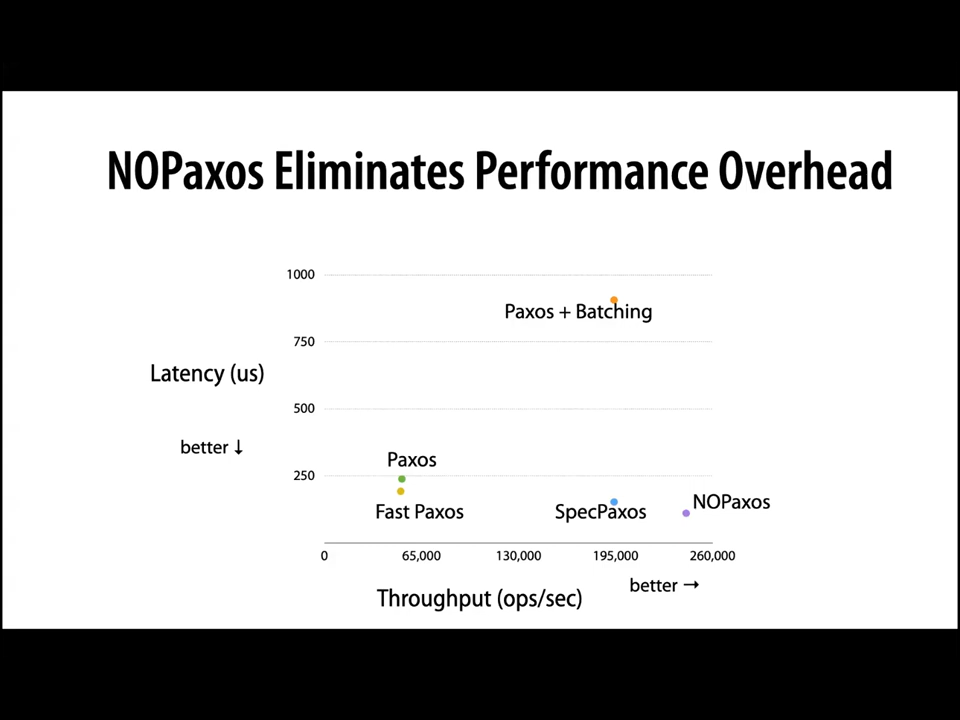 NOPaxos Eliminates Performance Overhead
1000
Paxos + Batching
750
Latency (us)
500
better ↓
Paxos
250
NOPaxos
Fast Paxos
SpecPaxos
0
65,000
130,000
195,000
260,000
better →
Throughput (ops/sec)